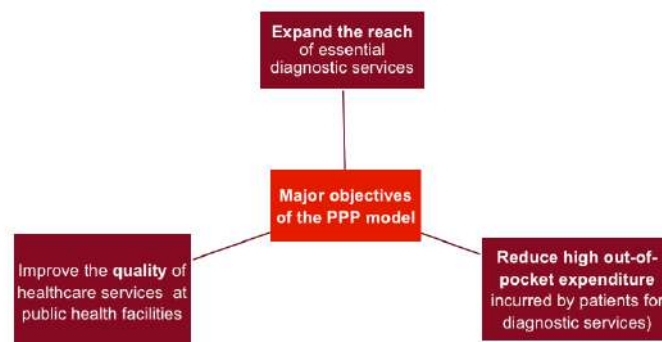 Expand the reach
of essential
diagnostic services
Major objectives
of the PPP model
Improve the quality of
healthcare services at
public health facilities
Reduce high out-of-
pocket expenditure
incurred by patients for
diagnostic services)